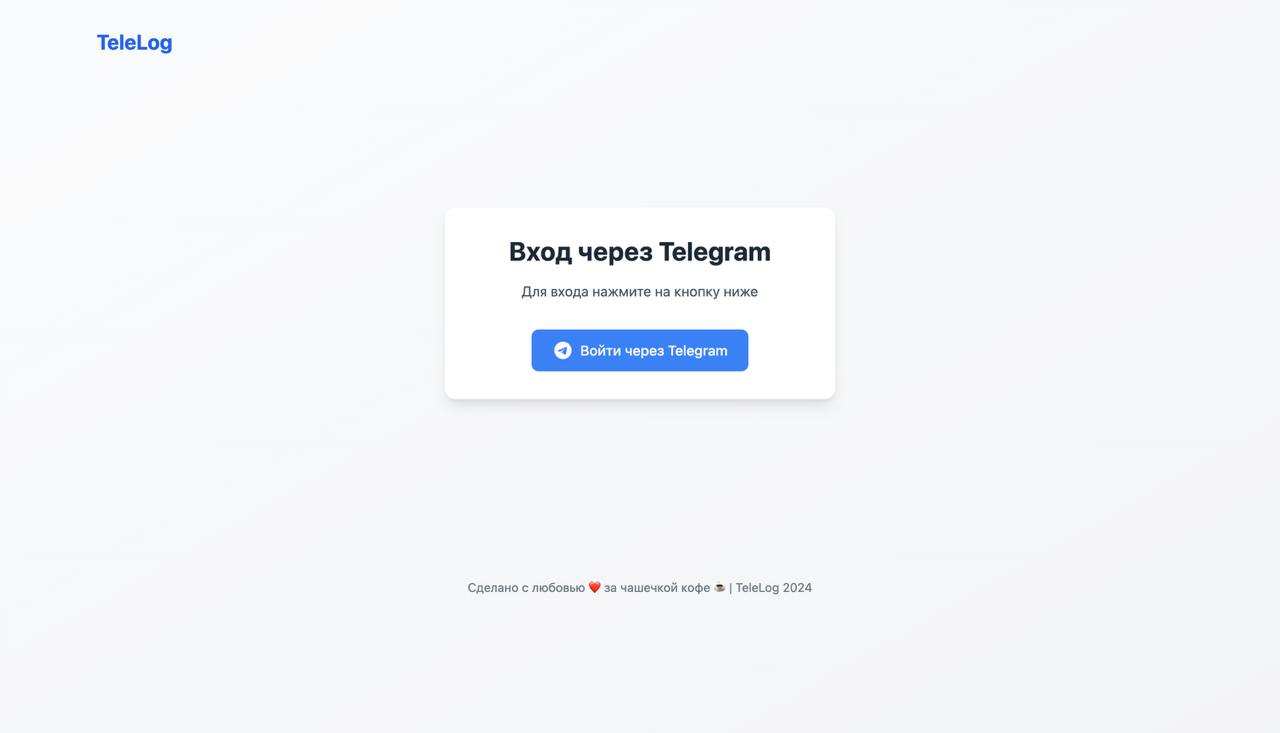 TeleLog
Вход через Telegram
Для входа нажмите на кнопку ниже
Войти через Telegram
Сделано с любовью ❤️ за чашечкой кофе ☕ | TeleLog 2024